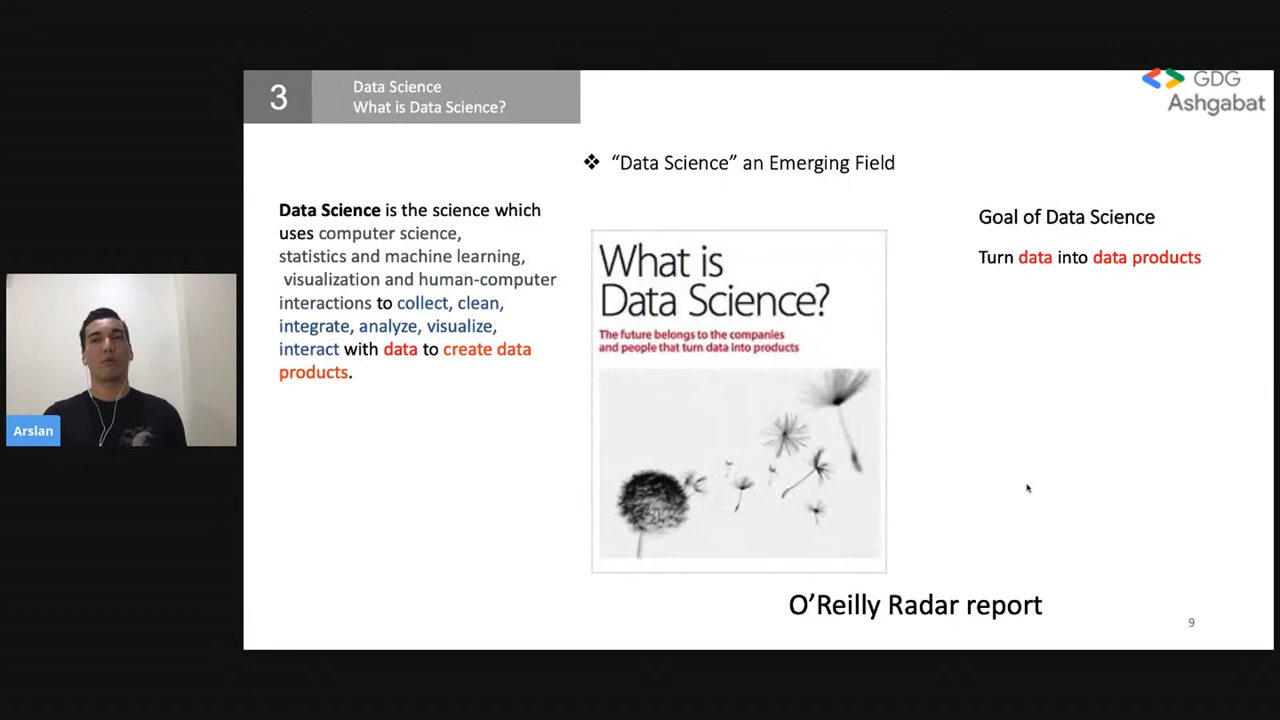 3
Data Science
What is Data Science?
GDG
Ashgabat
❖ “Data Science” an Emerging Field
Data Science is the science which
uses computer science,
statistics and machine learning,
visualization and human-computer
interactions to collect, clean,
integrate, analyze, visualize,
interact with data to create data
products.
What is
Data Science?
The future belongs to the companies
and people that turn data into products
Goal of Data Science
Turn data into data products
Arslan
O’Reilly Radar report
9